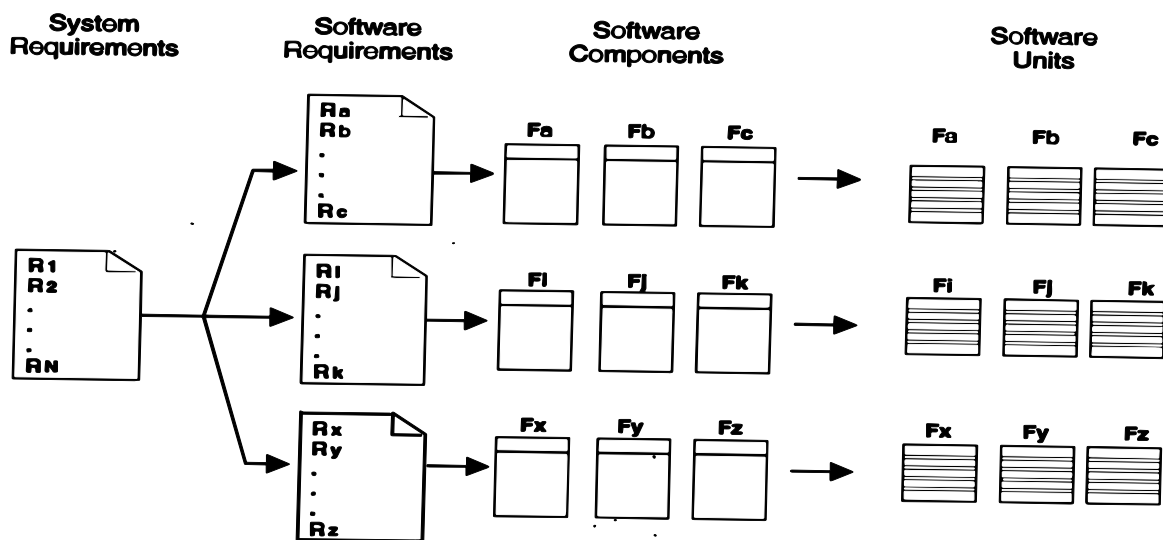 System
Requirements
Software
Requirements
Software
Components
Software
Units
R1
R2
.
.
.
RN
Ra
Rb
.
.
.
Rc
Fa Fb Fc
Fa Fb Fc
RI
Rj
.
.
.
Rk
FI Fj Fk
Fi Fj Fk
Rx
Ry
.
.
.
Rz
Fx Fy Fz
Fx Fy Fz